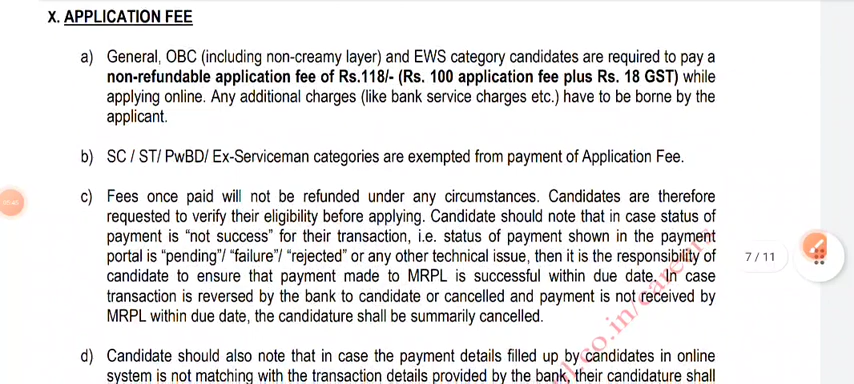 X. APPLICATION FEE
a) General, OBC (including non-creamy layer) and EWS category candidates are required to pay a
non-refundable application fee of Rs.118/- (Rs. 100 application fee plus Rs. 18 GST) while
applying online. Any additional charges (like bank service charges etc.) have to be borne by the
applicant.
b) SC / ST/ PwBD/ Ex-Serviceman categories are exempted from payment of Application Fee.
c) Fees once paid will not be refunded under any circumstances. Candidates are therefore
requested to verify their eligibility before applying. Candidate should note that in case status of
payment is “not success” for their transaction, i.e. status of payment shown in the payment
portal is “pending”/ “failure”/ “rejected” or any other technical issue, then it is the responsibility of
candidate to ensure that payment made to MRPL is successful within due date. In case
transaction is reversed by the bank to candidate or cancelled and payment is not received by
MRPL within due date, the candidature shall be summarily cancelled.
d) Candidate should also note that in case the payment details filled up by candidates in online
system is not matching with the transaction details provided by the bank, their candidature shall
7 / 11